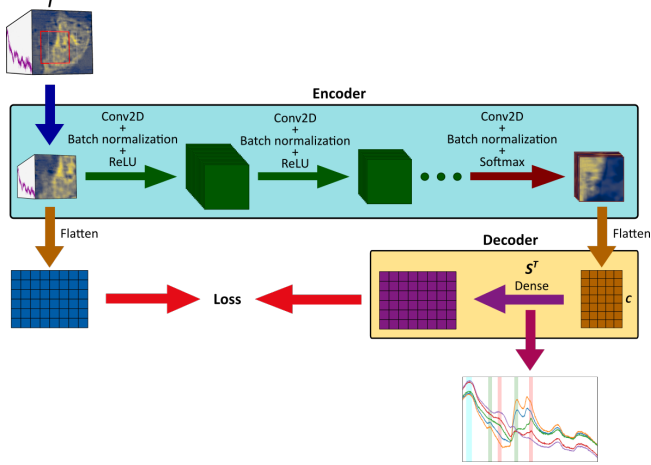 Encoder
Conv2D
+
Batch normalization
+
ReLU
Conv2D
+
Batch normalization
+
ReLU
Conv2D
+
Batch normalization
+
Softmax
Flatten
Flatten
Decoder
S^T
Dense
C
Loss